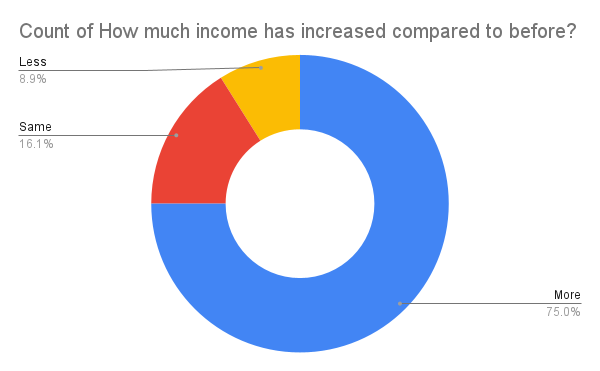 Count of How much income has increased compared to before?
Less
8.9%
Same
16.1%
More
75.0%